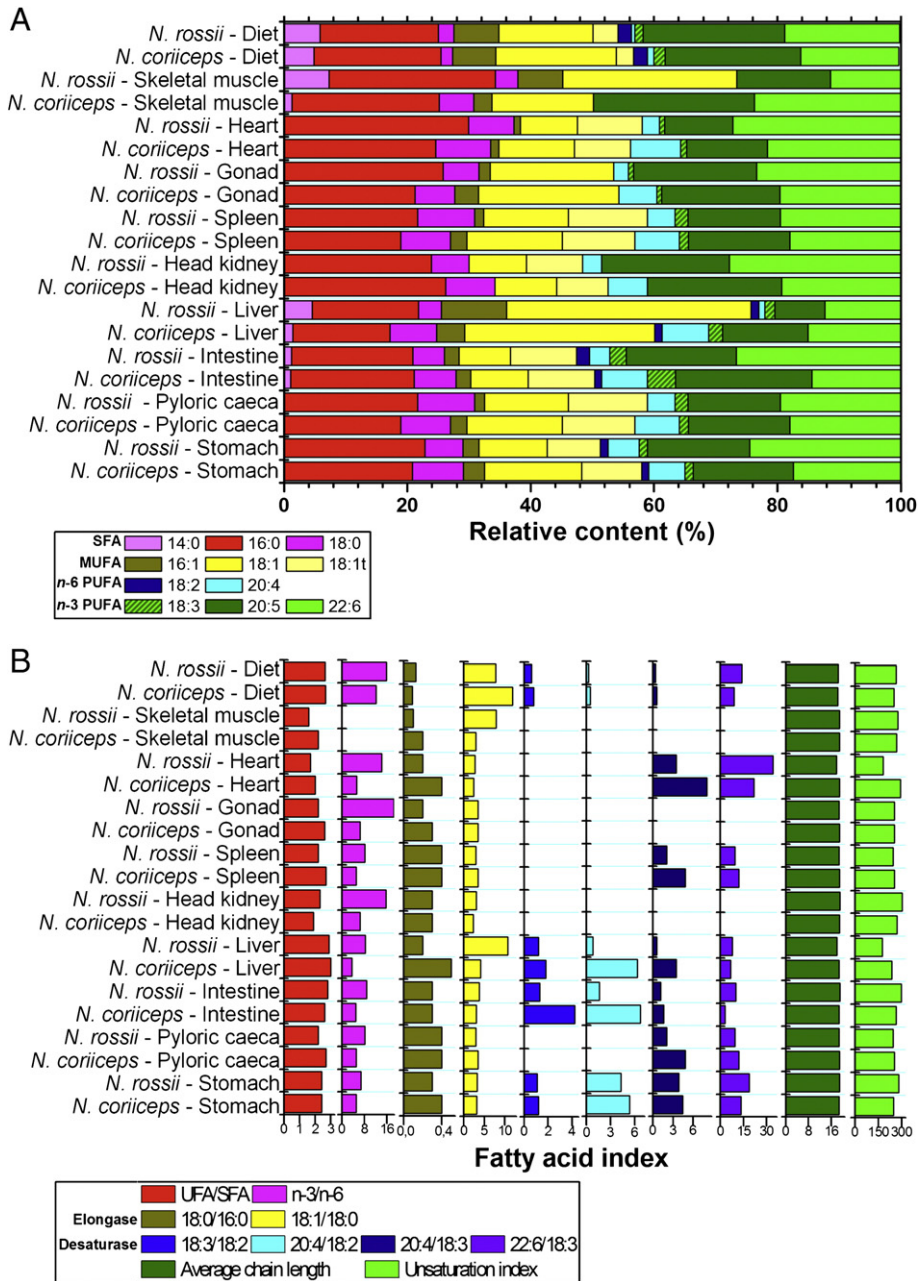 A
N. rossii - Diet
N. coriiceps - Diet
N. rossii - Skeletal muscle
N. coriiceps - Skeletal muscle
N. rossii - Heart
N. coriiceps - Heart
N. rossii - Gonad
N. coriiceps - Gonad
N. rossii - Spleen
N. coriiceps - Spleen
N. rossii - Head kidney
N. coriiceps - Head kidney
N. rossii - Liver
N. coriiceps - Liver
N. rossii - Intestine
N. coriiceps - Intestine
N. rossii - Pyloric caeca
N. coriiceps - Pyloric caeca
N. rossii - Stomach
N. coriiceps - Stomach
0 20 40 60 80 100
Relative content (%)
SFA 14:0 16:0 18:0
MUFA 16:1 18:1 18:1t
n-6 PUFA 18:2 20:4
n-3 PUFA 18:3 20:5 22:6
B
N. rossii - Diet
N. coriiceps - Diet
N. rossii - Skeletal muscle
N. coriiceps - Skeletal muscle
N. rossii - Heart
N. coriiceps - Heart
N. rossii - Gonad
N. coriiceps - Gonad
N. rossii - Spleen
N. coriiceps - Spleen
N. rossii - Head kidney
N. coriiceps - Head kidney
N. rossii - Liver
N. coriiceps - Liver
N. rossii - Intestine
N. coriiceps - Intestine
N. rossii - Pyloric caeca
N. coriiceps - Pyloric caeca
N. rossii - Stomach
N. coriiceps - Stomach
0 1 2 3 0 8 16 0,0 0,4 0 5 10 0 2 4 0 3 6 0 3 6 0 15 30 0 8 16 0 150 300
Fatty acid index
UFA/SFA n-3/n-6
Elongase 18:0/16:0 18:1/18:0
Desaturase 18:3/18:2 20:4/18:2 20:4/18:3 22:6/18:3
Average chain length Unsaturation index